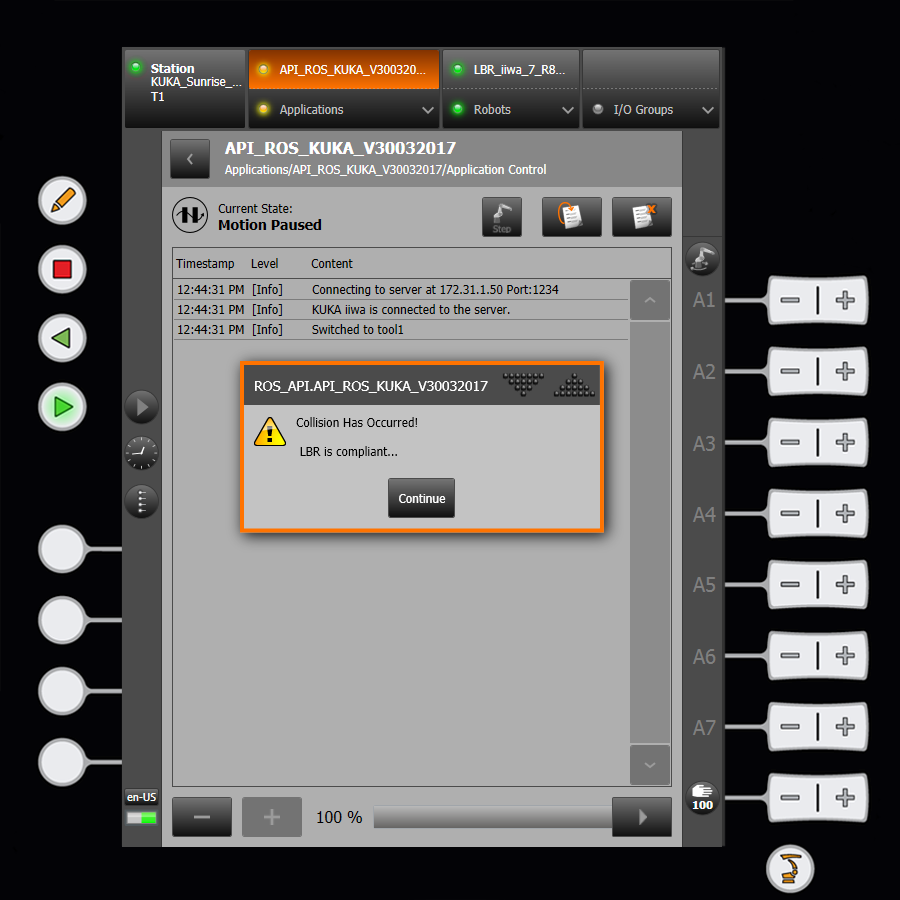 Station
KUKA_Sunrise_...
T1
API_ROS_KUKA_V300320...
Applications
LBR_iiwa_7_R8...
Robots
I/O Groups
API_ROS_KUKA_V30032017
Applications/API_ROS_KUKA_V30032017/Application Control
Current State:
Motion Paused
Step
Timestamp Level Content
12:44:31 PM [Info] Connecting to server at 172.31.1.50 Port:1234
12:44:31 PM [Info] KUKA iiwa is connected to the server.
12:44:31 PM [Info] Switched to tool1
ROS_API.API_ROS_KUKA_V30032017
Collision Has Occurred!
LBR is compliant...
Continue
A1
A2
A3
A4
A5
A6
A7
100
en-US
100 %